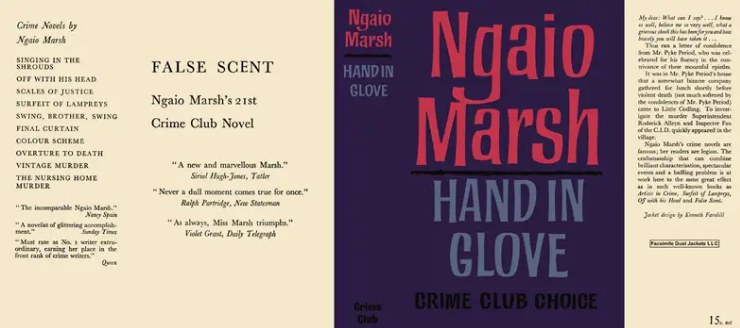 Crime Novels by
Ngaio Marsh
SINGING IN THE
SHROUDS
OFF WITH HIS HEAD
SCALES OF JUSTICE
SURFEIT OF LAMPREYS
SWING, BROTHER, SWING
FINAL CURTAIN
COLOUR SCHEME
OVERTURE TO DEATH
VINTAGE MURDER
THE NURSING HOME
MURDER
"The incomparable Ngaio Marsh."
Nancy Spain
"A novelist of glittering accomplish-
ment."
Sunday Times
"Must rate as No. 1 writer extra-
ordinary, earning her place in the
front rank of crime writers."
Queen
FALSE SCENT
Ngaio Marsh's 21st
Crime Club Novel
"A new and marvellous Marsh."
Siriol Hugh-Jones, Tatler
"Never a dull moment comes true for once."
Ralph Partridge, New Statesman
"As always, Miss Marsh triumphs."
Violet Grant, Daily Telegraph
Ngaio
Marsh
HAND IN
GLOVE
Crime
Club
Ngaio
Marsh
HAND IN
GLOVE
CRIME CLUB CHOICE
My dear: What can I say? . . . I know
so well, believe me so very well, what a
grievous shock this has been for you and how
bravely you will have taken it . . .
Thus ran a letter of condolence
from Mr. Pyke Period, who was cel-
ebrated for his fluency in the con-
trivance of these mournful epistles.
It was in Mr. Pyke Period's house
that a somewhat bizarre company
gathered for lunch shortly before
violent death (not much softened by
the condolences of Mr. Pyke Period)
came to Little Codling. To invest-
igate the murder Superintendent
Roderick Alleyn and Inspector Fox
of the C.I.D. quickly appeared in the
village.
Ngaio Marsh's crime novels are
famous; her readers are legion. The
craftsmanship that can combine
brilliant characterisation, spectacular
events and a baffling problem is at
work here to the same great effect
as in such well-known books as
Artists in Crime, Surfeit of Lampreys,
Off with his Head and False Scent.
Jacket design by Kenneth Farnhill
Facsimile Dust Jackets LLC
15s. net